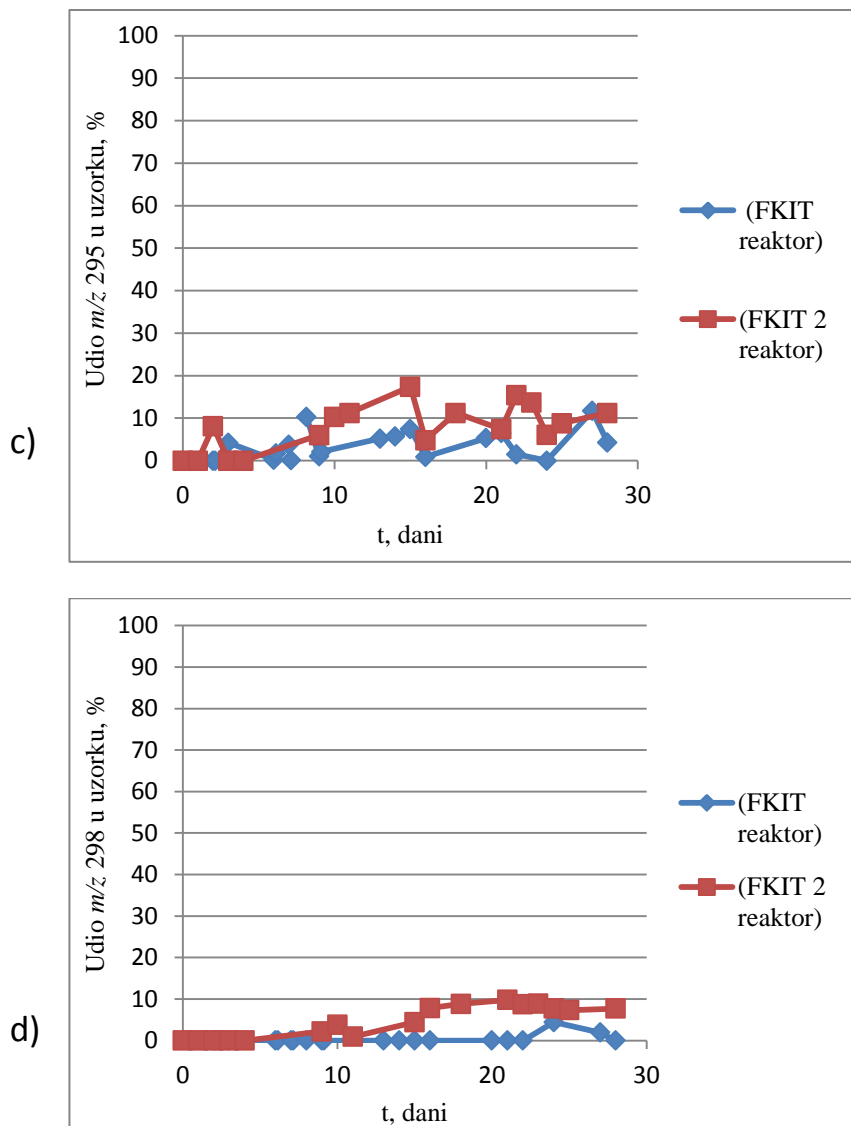 100
90
80
70
60
50
40
30
20
10
0
Udio m/z 295 u uzorku, %
0 10 20 30
t, dani
(FKIT
reaktor)
(FKIT 2
reaktor)
c)
100
90
80
70
60
50
40
30
20
10
0
Udio m/z 298 u uzorku, %
0 10 20 30
t, dani
(FKIT
reaktor)
(FKIT 2
reaktor)
d)